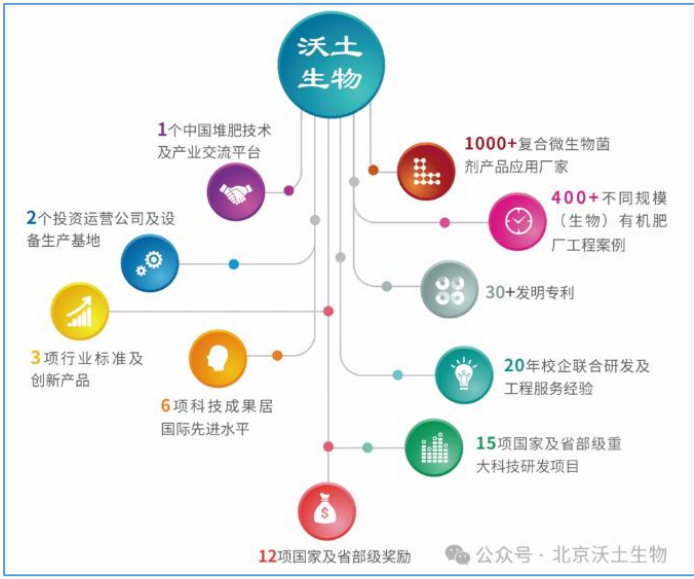 沃土
生物
1个中国堆肥技术
及产业交流平台
2个投资运营公司及设
备生产基地
3项行业标准及
创新产品
6项科技成果居
国际先进水平
12项国家及省部级奖励
1000+复合微生物菌
剂产品应用厂家
400+不同规模
（生物）有机肥
厂工程案例
30+发明专利
20年校企联合研发及
工程服务经验
15项国家及省部级重
大科技研发项目
$
公众号 · 北京沃土生物